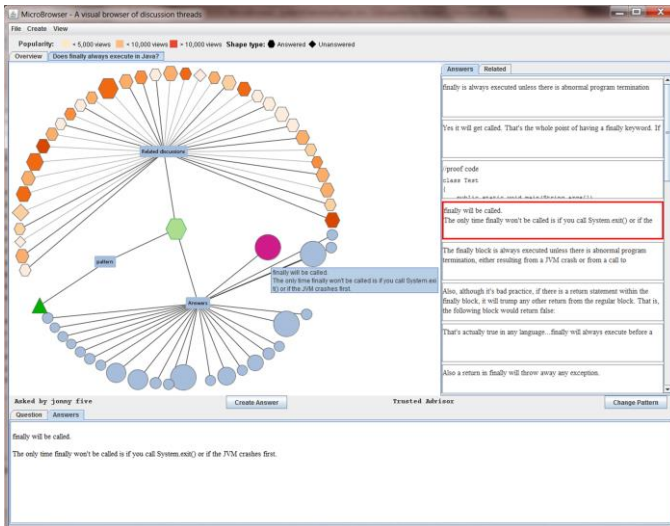 MicroBrowser - A visual browser of discussion threads
File Create View
Popularity: < 5,000 views < 10,000 views > 10,000 views Shape type: Answered Unanswered
Overview Does finally always execute in Java?
Related discussions
pattern
finally will be called.
The only time finally won't be called is if you call System.exi
t() or if the JVM crashes first.
Answers
Answers Related
finally is always executed unless there is abnormal program termination
Yes it will get called. That's the whole point of having a finally keyword. If
//proof code
class Test
{
public static void main(String args[])
finally will be called.
The only time finally won't be called is if you call System.exit() or if the
The finally block is always executed unless there is abnormal program
termination, either resulting from a JVM crash or from a call to
Also, although it's bad practice, if there is a return statement within the
finally block, it will trump any other return from the regular block. That is,
the following block would return false:
That's actually true in any language...finally will always execute before a
Also a return in finally will throw away any exception.
Asked by jonny five Create Answer Trusted Advisor Change Pattern
Question Answers
finally will be called.
The only time finally won't be called is if you call System.exit() or if the JVM crashes first.